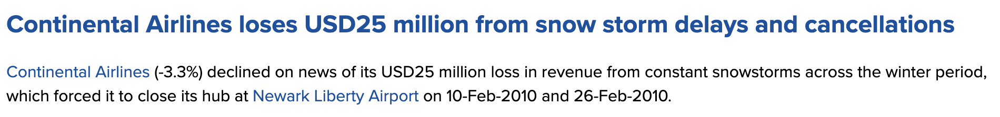 Continental Airlines loses USD25 million from snow storm delays and cancellations
Continental Airlines (-3.3%) declined on news of its USD25 million loss in revenue from constant snowstorms across the winter period,
which forced it to close its hub at Newark Liberty Airport on 10-Feb-2010 and 26-Feb-2010.